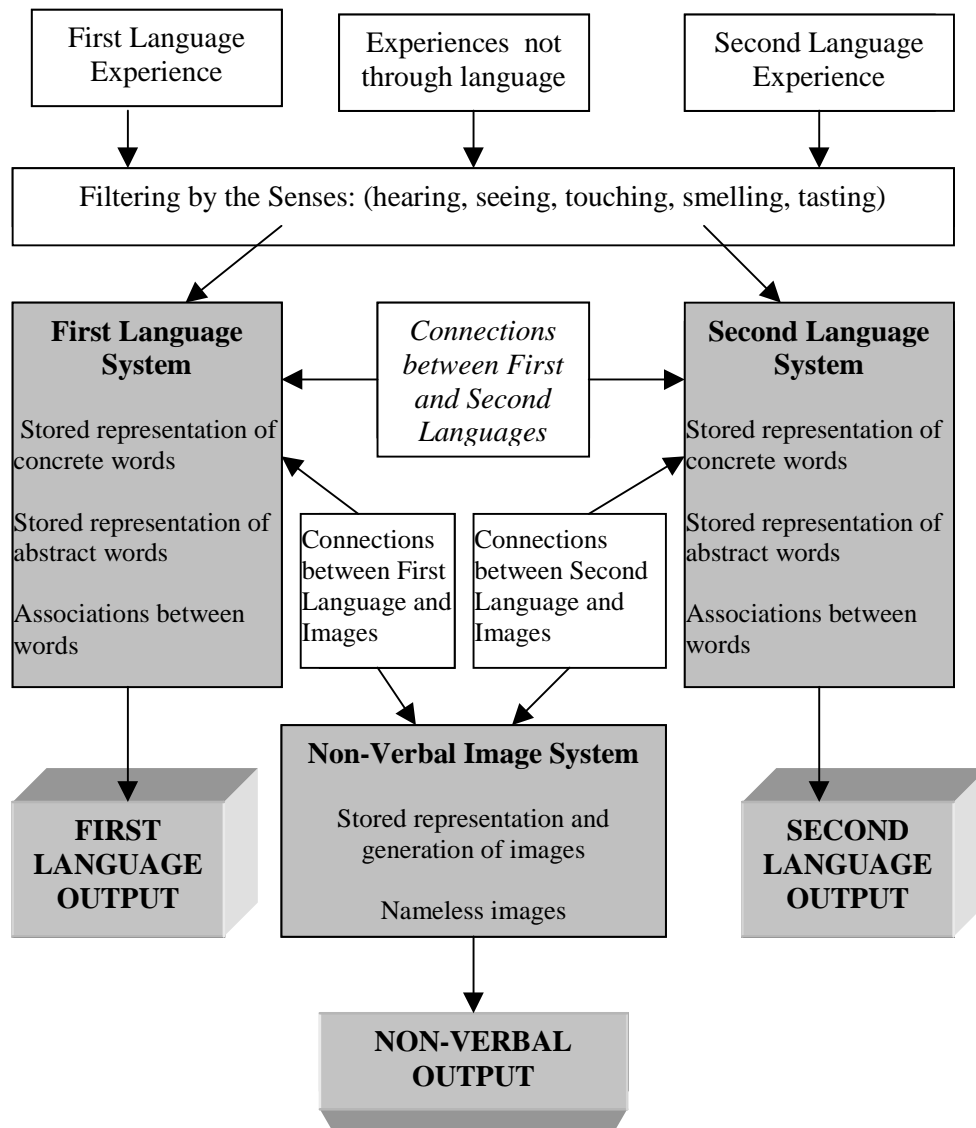 First Language
Experience
Experiences not
through language
Second Language
Experience
Filtering by the Senses: (hearing, seeing, touching, smelling, tasting)
First Language
System
Stored representation of
concrete words
Stored representation of
abstract words
Associations between
words
Connections
between First
and Second
Languages
Second Language
System
Stored representation of
concrete words
Stored representation of
abstract words
Associations between
words
Connections
between First
Language and
Images
Connections
between Second
Language and
Images
Non-Verbal Image System
Stored representation and
generation of images
Nameless images
FIRST
LANGUAGE
OUTPUT
SECOND
LANGUAGE
OUTPUT
NON-VERBAL
OUTPUT